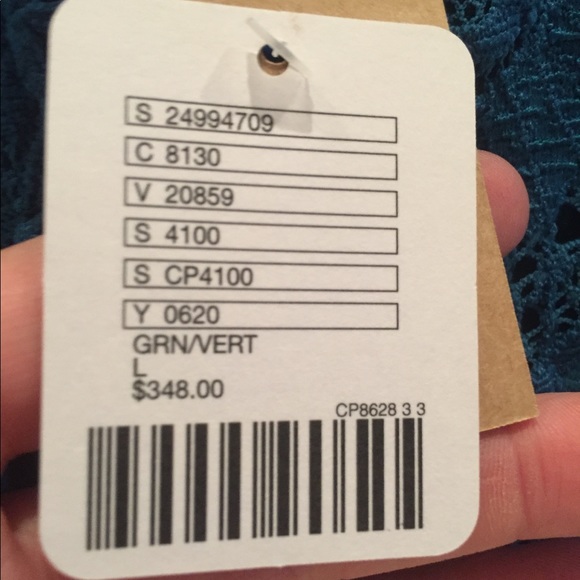 S 24994709
C 8130
V 20859
S 4100
S CP4100
Y 0620
GRN/VERT
L
$348.00
CP8628 3 3